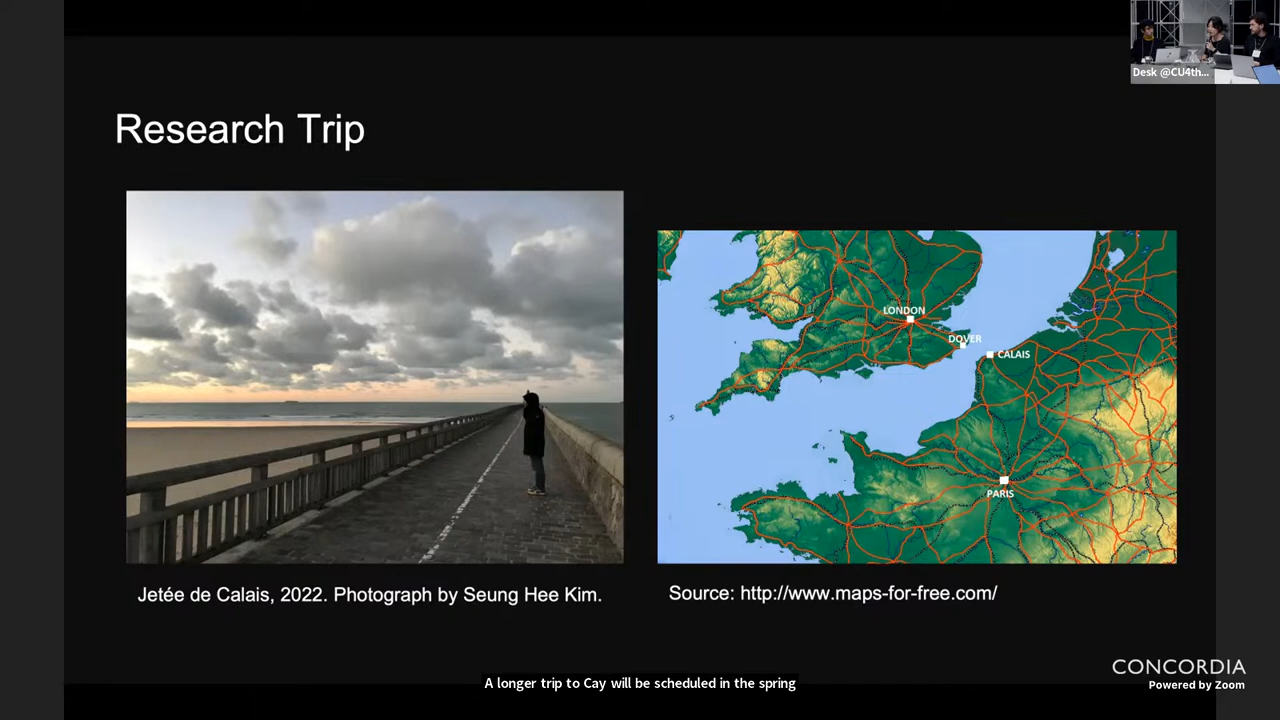 Desk @CU4th...
Research Trip
LONDON
DOVER
CALAIS
PARIS
Jetée de Calais, 2022. Photograph by Seung Hee Kim.
Source: http://www.maps-for-free.com/
CONCORDIA
Powered by Zoom
A longer trip to Cay will be scheduled in the spring